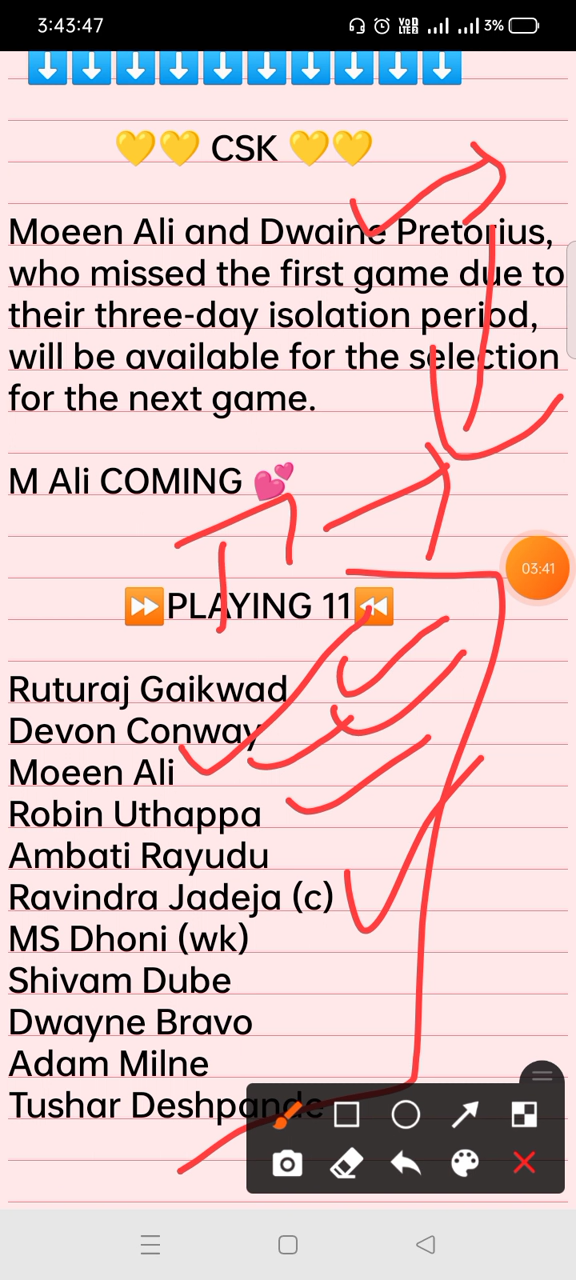 3:43:47
VoD LTE2 3%
CSK
Moeen Ali and Dwaine Pretorius,
who missed the first game due to
their three-day isolation period,
will be available for the selection
for the next game.
M Ali COMING
03:41
PLAYING 11
Ruturaj Gaikwad
Devon Conway
Moeen Ali
Robin Uthappa
Ambati Rayudu
Ravindra Jadeja (c)
MS Dhoni (wk)
Shivam Dube
Dwayne Bravo
Adam Milne
Tushar Deshpande